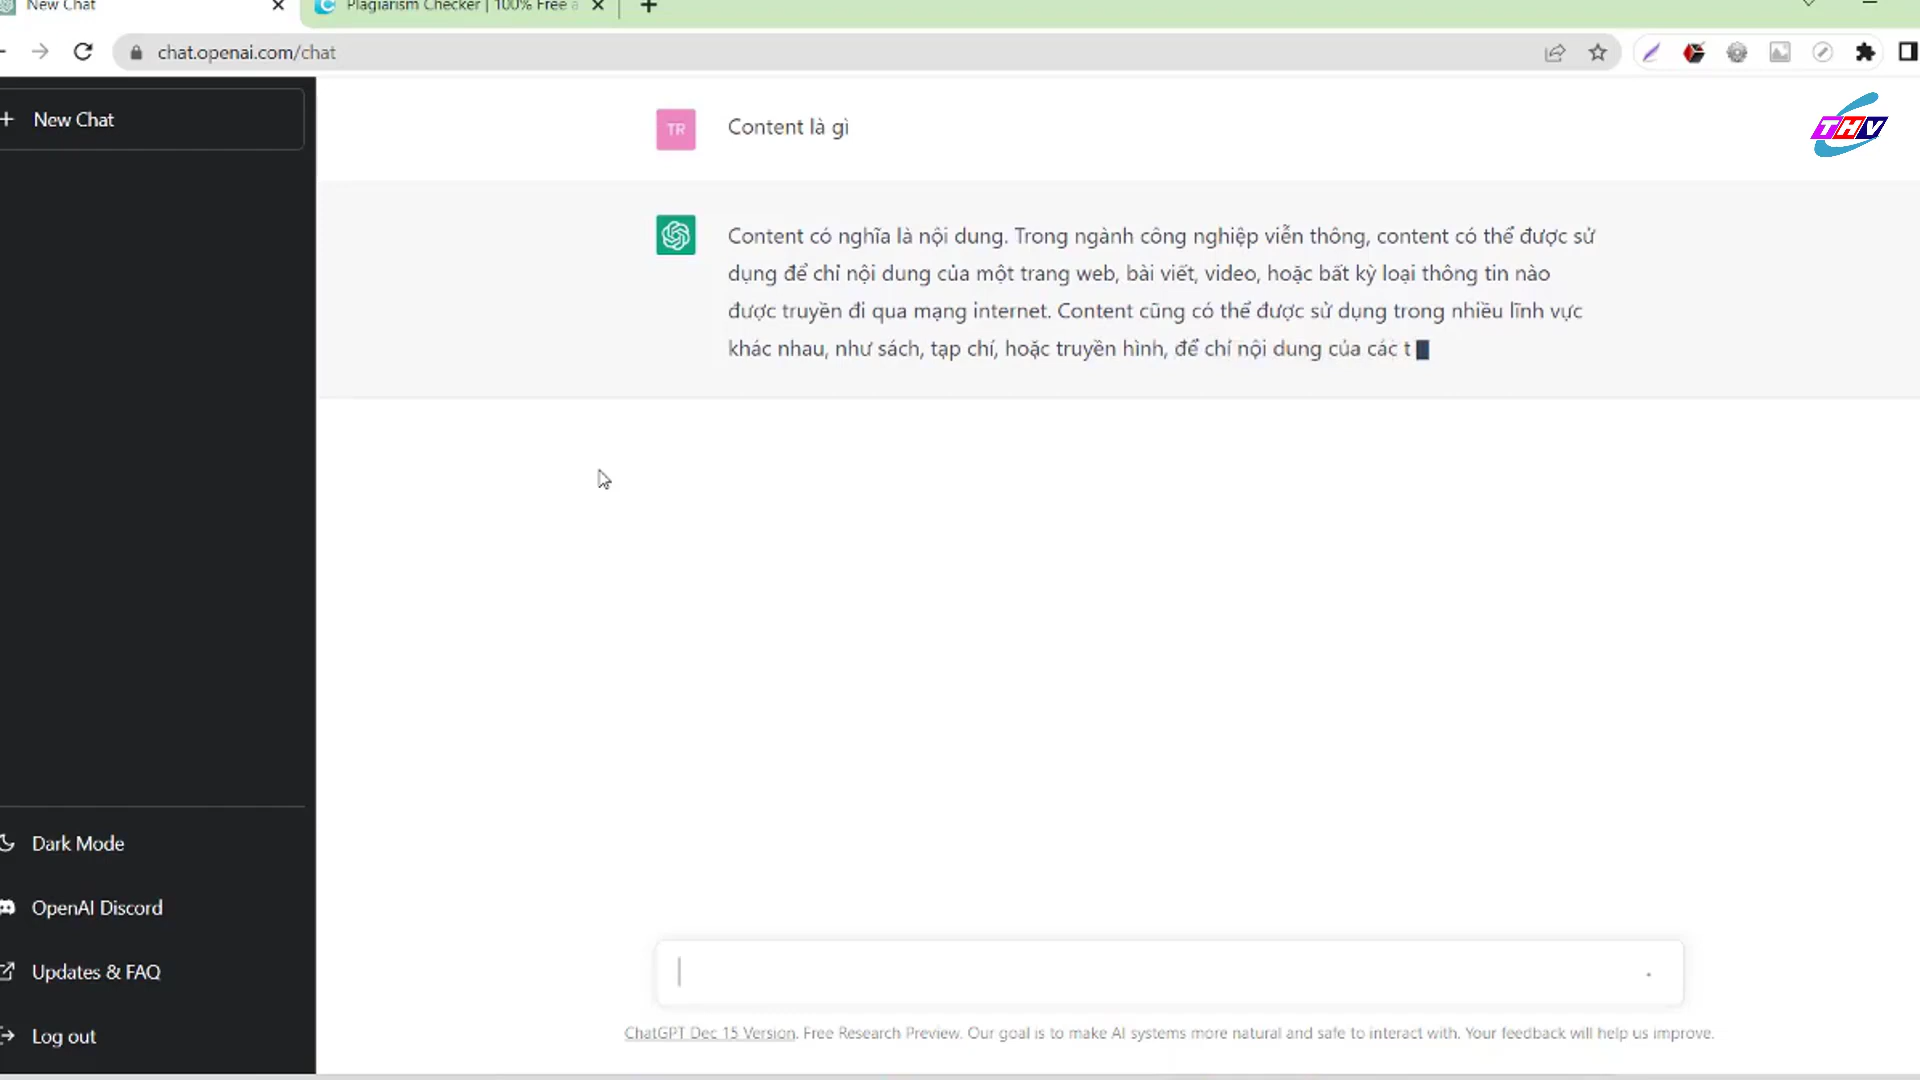 New Chat
Plagiarism Checker | 100% Free a
chat.openai.com/chat
New Chat
THV
TR
Content là gì
Content có nghĩa là nội dung. Trong ngành công nghiệp viễn thông, content có thể được sử
dụng để chỉ nội dung của một trang web, bài viết, video, hoặc bất kỳ loại thông tin nào
được truyền đi qua mạng internet. Content cũng có thể được sử dụng trong nhiều lĩnh vực
khác nhau, như sách, tạp chí, hoặc truyền hình, để chỉ nội dung của các t
Dark Mode
OpenAI Discord
Updates & FAQ
Log out
ChatGPT Dec 15 Version. Free Research Preview. Our goal is to make AI systems more natural and safe to interact with. Your feedback will help us improve.